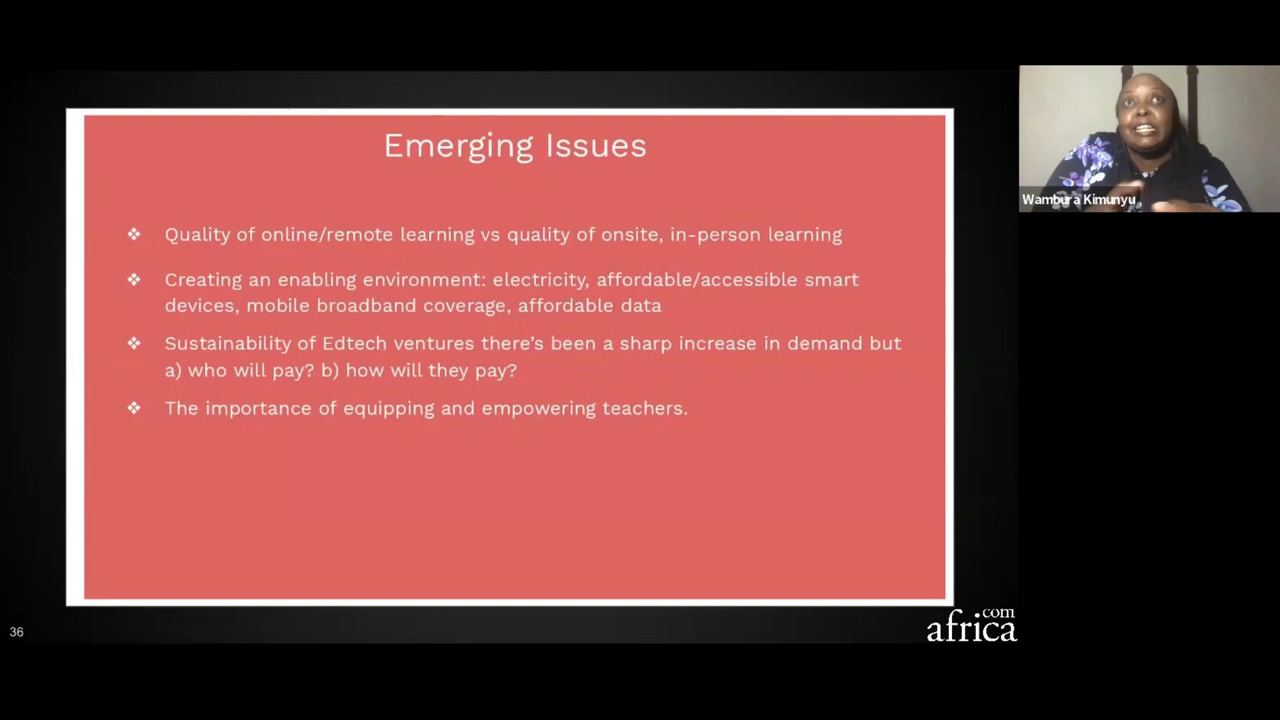 Emerging Issues
❖ Quality of online/remote learning vs quality of onsite, in-person learning
❖ Creating an enabling environment: electricity, affordable/accessible smart
devices, mobile broadband coverage, affordable data
❖ Sustainability of Edtech ventures there’s been a sharp increase in demand but
a) who will pay? b) how will they pay?
❖ The importance of equipping and empowering teachers.
Wambura Kimunyu
36
com
africa